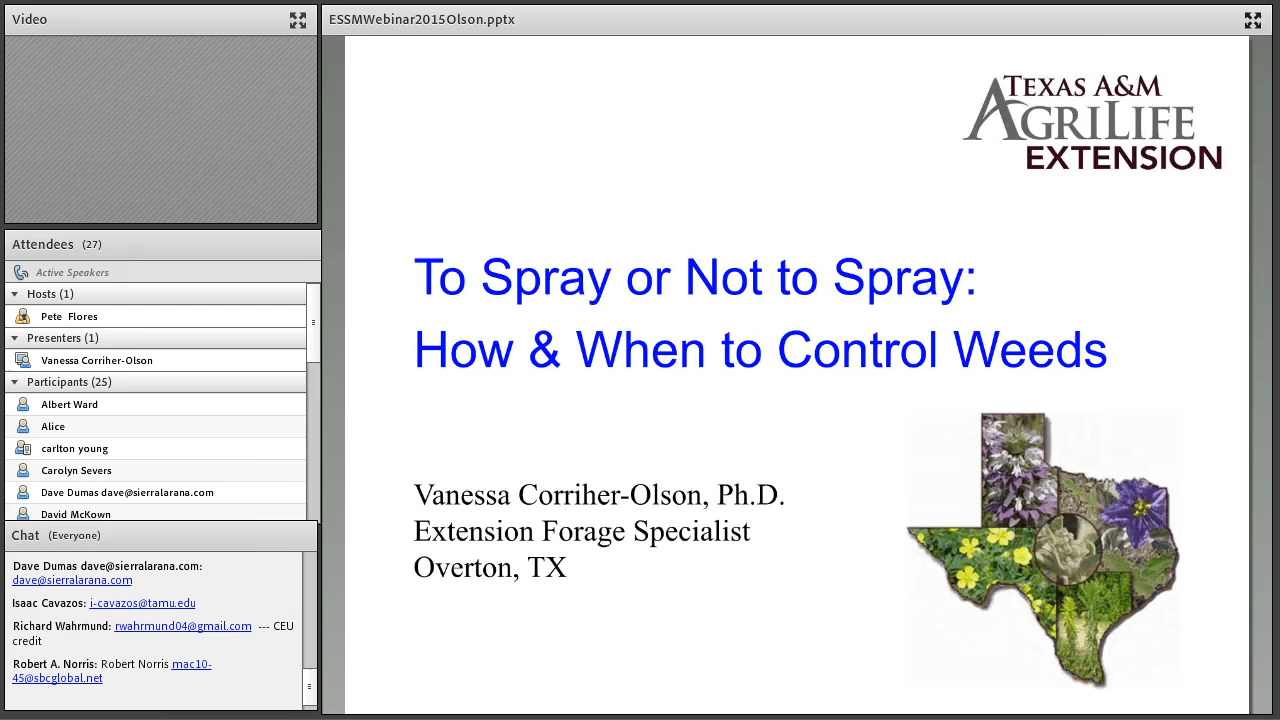 Video
Attendees (27)
Active Speakers
Hosts (1)
Pete Flores
Presenters (1)
Vanessa Corriher-Olson
Participants (25)
Albert Ward
Alice
carlton young
Carolyn Severs
Dave Dumas dave@sierralarana.com
David McKown
Chat (Everyone)
Dave Dumas dave@sierralarana.com:
dave@sierralarana.com
Isaac Cavazos: i-cavazos@tamu.edu
Richard Wahrmund: rwahrmund04@gmail.com --- CEU
credit
Robert A. Norris: Robert Norris mac10-
45@sbcglobal.net
ESSMWebinar2015Olson.pptx
TEXAS A&M
AGRILIFE
EXTENSION
To Spray or Not to Spray:
How & When to Control Weeds
Vanessa Corriher-Olson, Ph.D.
Extension Forage Specialist
Overton, TX